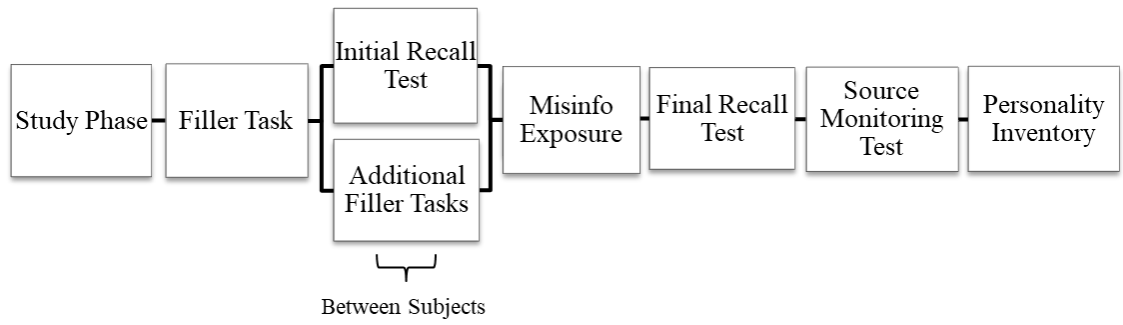 Study Phase
Filler Task
Initial Recall
Test
Additional
Filler Tasks
Between Subjects
Misinfo
Exposure
Final Recall
Test
Source
Monitoring
Test
Personality
Inventory